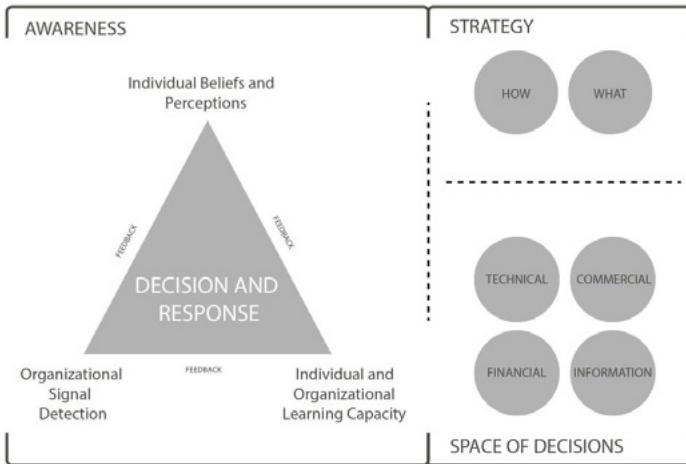 AWARENESS
Individual Beliefs and
Perceptions
FEEDBACK
FEEDBACK
DECISION AND
RESPONSE
FEEDBACK
Organizational
Signal
Detection
Individual and
Organizational
Learning Capacity
STRATEGY
HOW
WHAT
TECHNICAL
COMMERCIAL
FINANCIAL
INFORMATION
SPACE OF DECISIONS